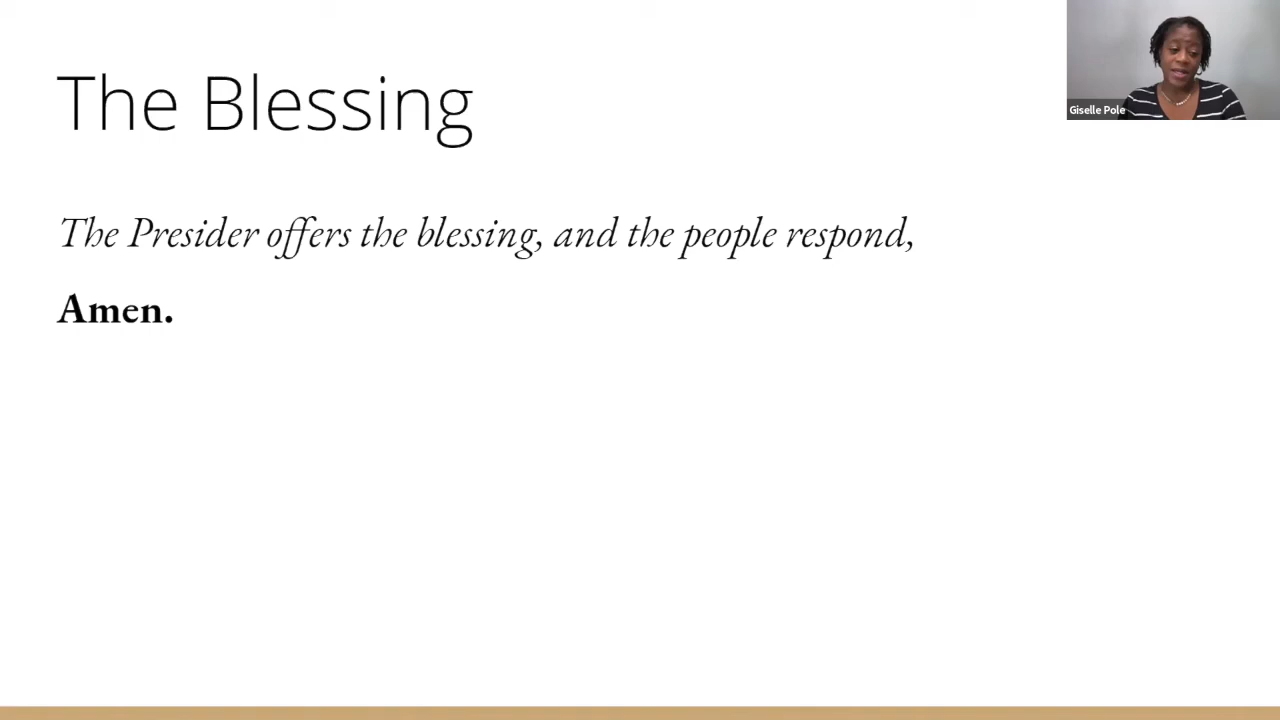 The Blessing
Giselle Pole
The Presider offers the blessing, and the people respond,
Amen.